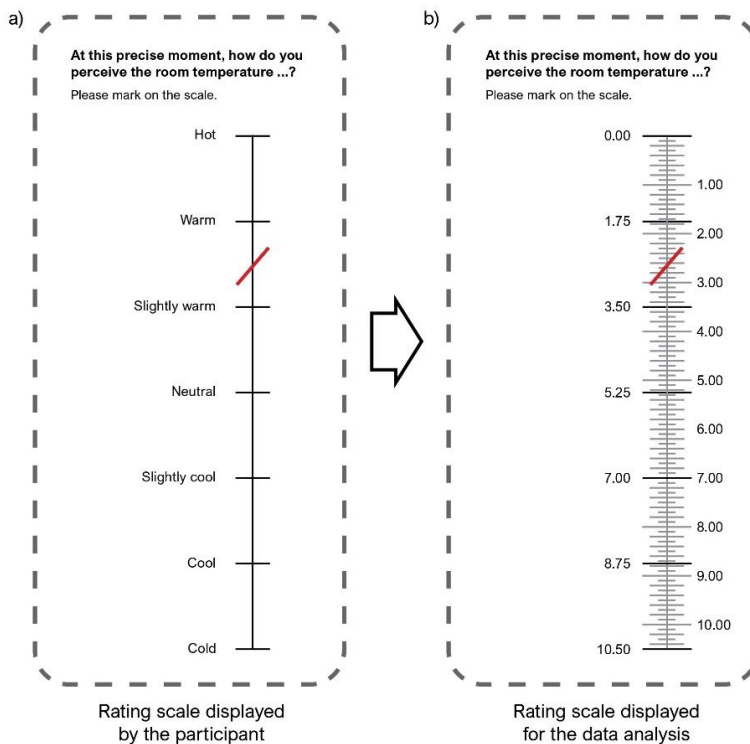 a)
At this precise moment, how do you
perceive the room temperature ...?
Please mark on the scale.
Hot
Warm
Slightly warm
Neutral
Slightly cool
Cool
Cold
Rating scale displayed
by the participant
b)
At this precise moment, how do you
perceive the room temperature ...?
Please mark on the scale.
0.00
1.00
1.75
2.00
3.00
3.50
4.00
5.00
5.25
6.00
7.00 7.00
8.00
8.75
9.00
10.00
10.50
Rating scale displayed
for the data analysis